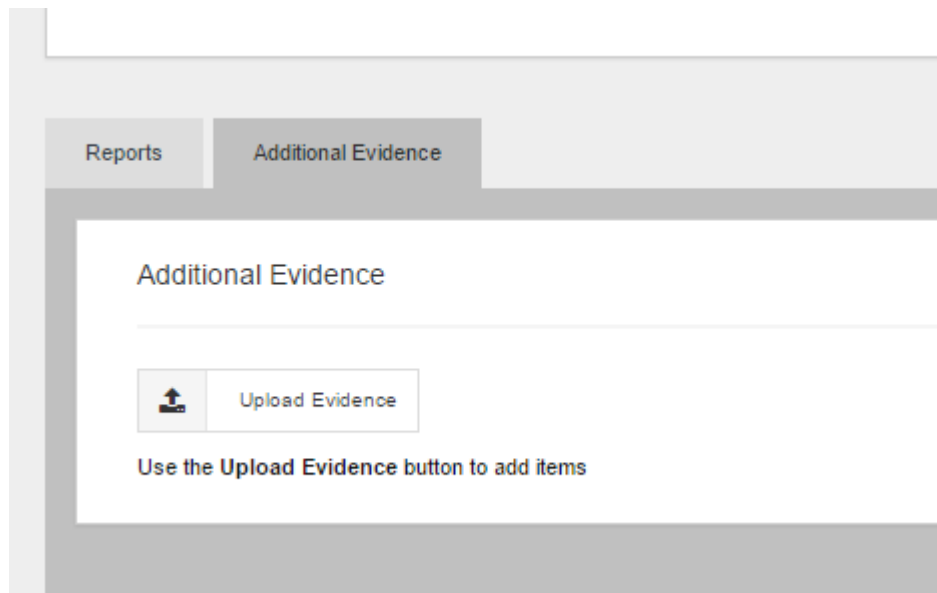 Reports
Additional Evidence
Additional Evidence
Upload Evidence
Use the Upload Evidence button to add items